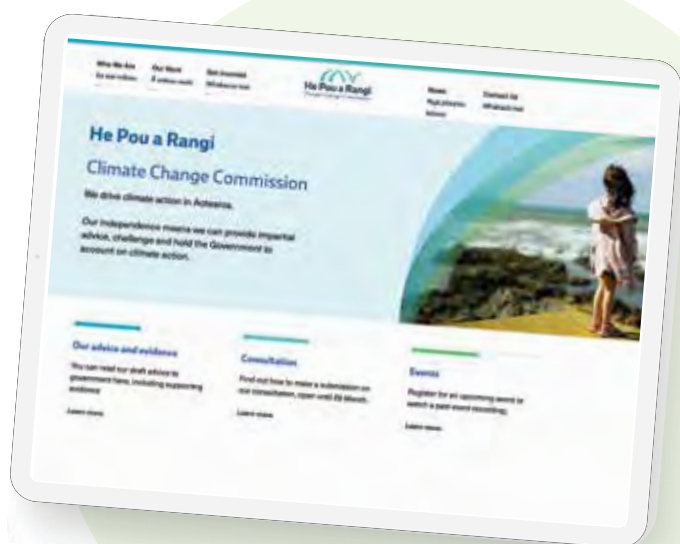 Who We Are
Our Work
Get Involved
He Pou a Rangi
Climate Change Commission
News
Contact Us
He Pou a Rangi
Climate Change Commission
We drive climate action in Aotearoa.
Our independence means we can provide impartial
advice, challenge and hold the Government to
account on climate action.
Our advice and evidence
You can read our draft advice to
government here, including supporting
evidence
Learn more
Consultation
Find out how to make a submission on
our consultation, open until 28 March.
Learn more
Events
Register for an upcoming event or
watch a past event recording.
Learn more